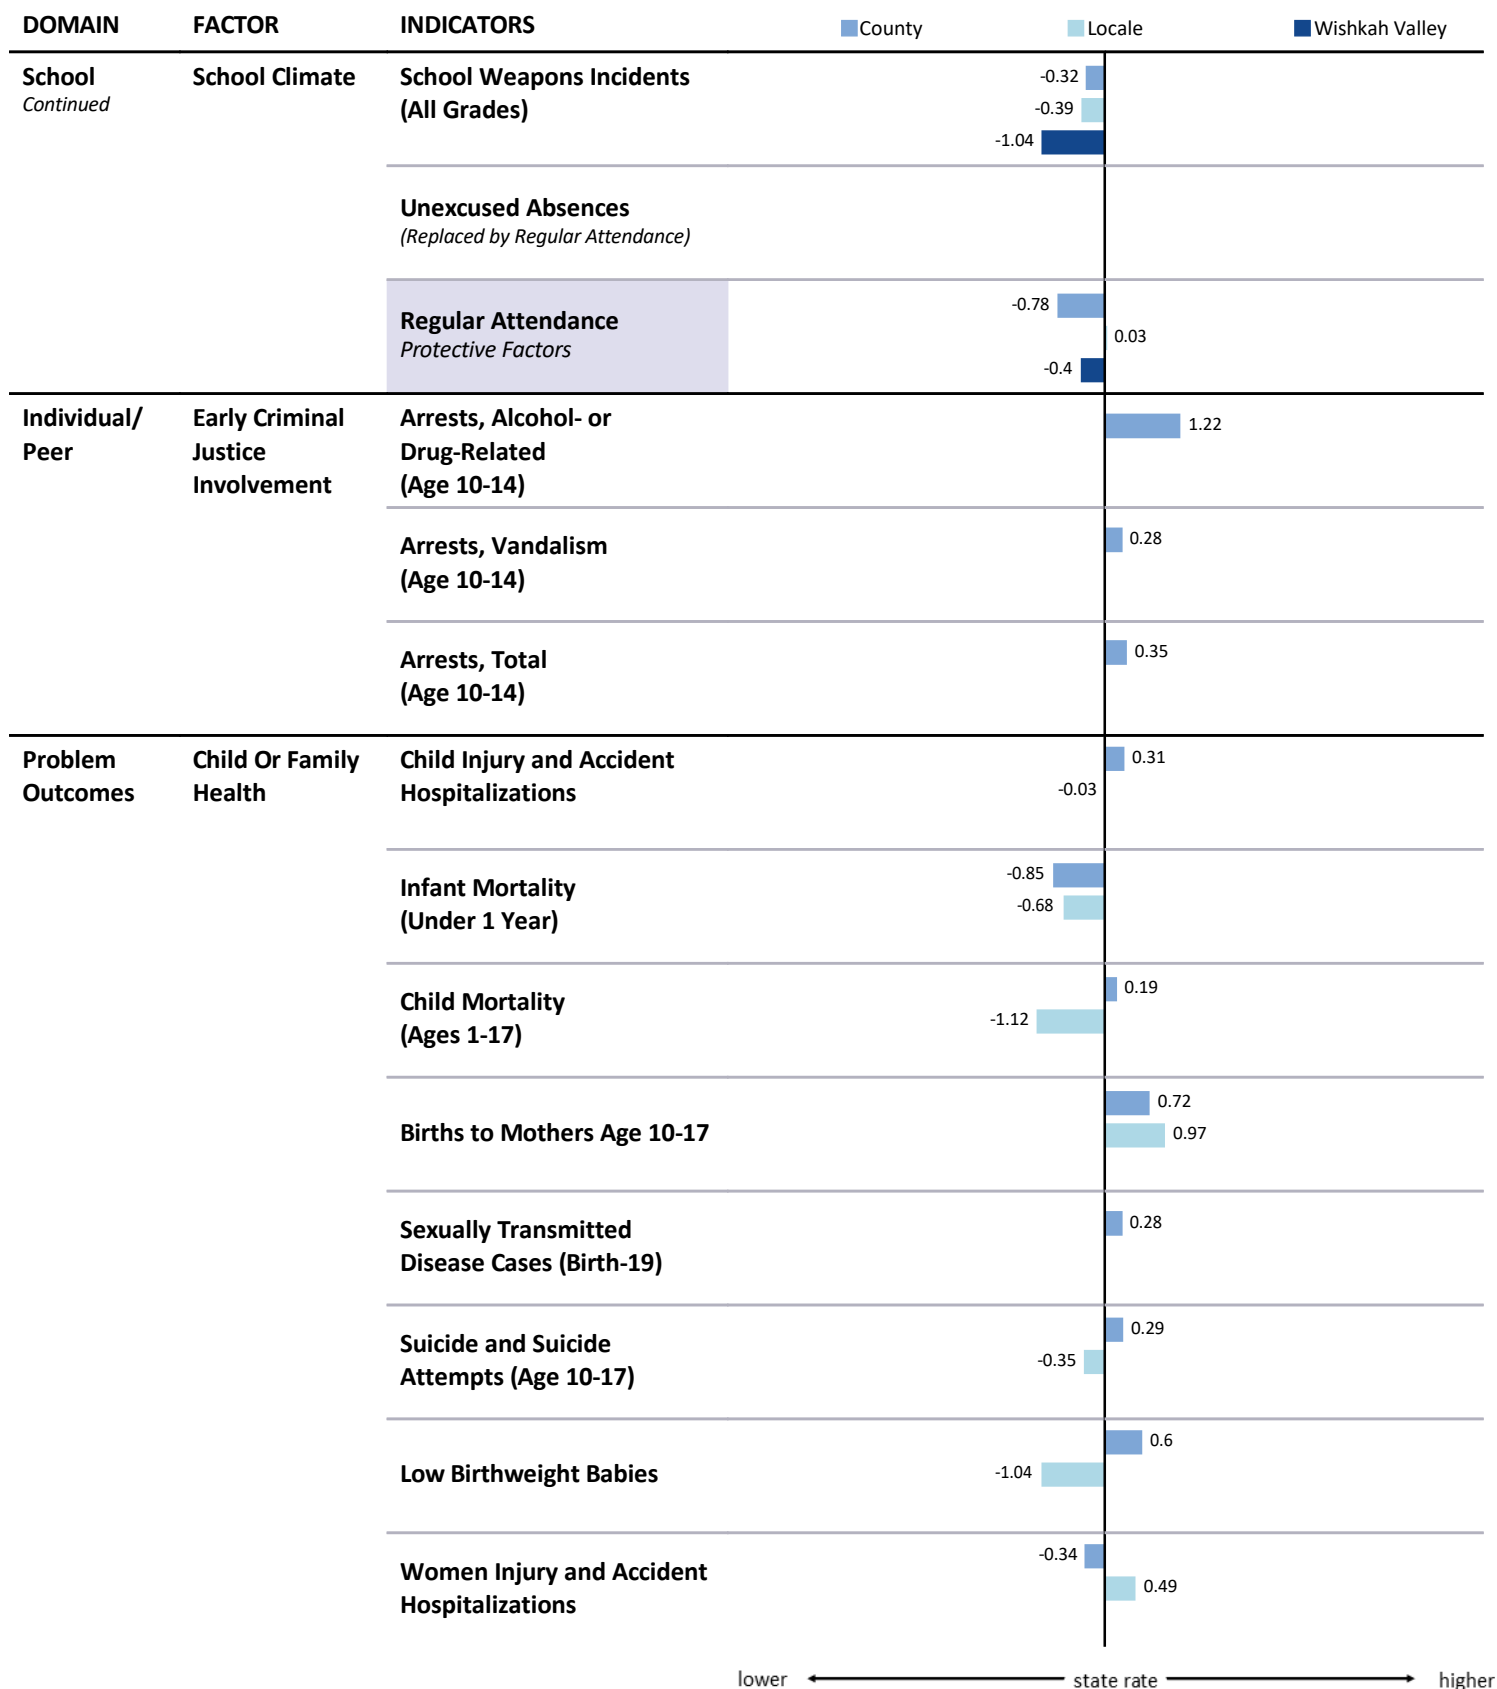 DOMAIN FACTOR INDICATORS County Locale Wishkah Valley
School School Climate School Weapons Incidents
Continued
(All Grades)
-0.32
-0.39
-1.04
Unexcused Absences
(Replaced by Regular Attendance)
Regular Attendance
Protective Factors
-0.78
0.03
-0.4
Individual/
Peer
Early Criminal
Justice
Involvement
Arrests, Alcohol- or
Drug-Related
(Age 10-14)
1.22
Arrests, Vandalism
(Age 10-14)
0.28
Arrests, Total
(Age 10-14)
0.35
Problem
Outcomes
Child Or Family
Health
Child Injury and Accident
Hospitalizations
0.31
-0.03
Infant Mortality
(Under 1 Year)
-0.85
-0.68
Child Mortality
(Ages 1-17)
0.19
-1.12
Births to Mothers Age 10-17
0.72
0.97
Sexually Transmitted
Disease Cases (Birth-19)
0.28
Suicide and Suicide
Attempts (Age 10-17)
0.29
-0.35
Low Birthweight Babies
0.6
-1.04
Women Injury and Accident
Hospitalizations
-0.34
0.49
lower state rate higher